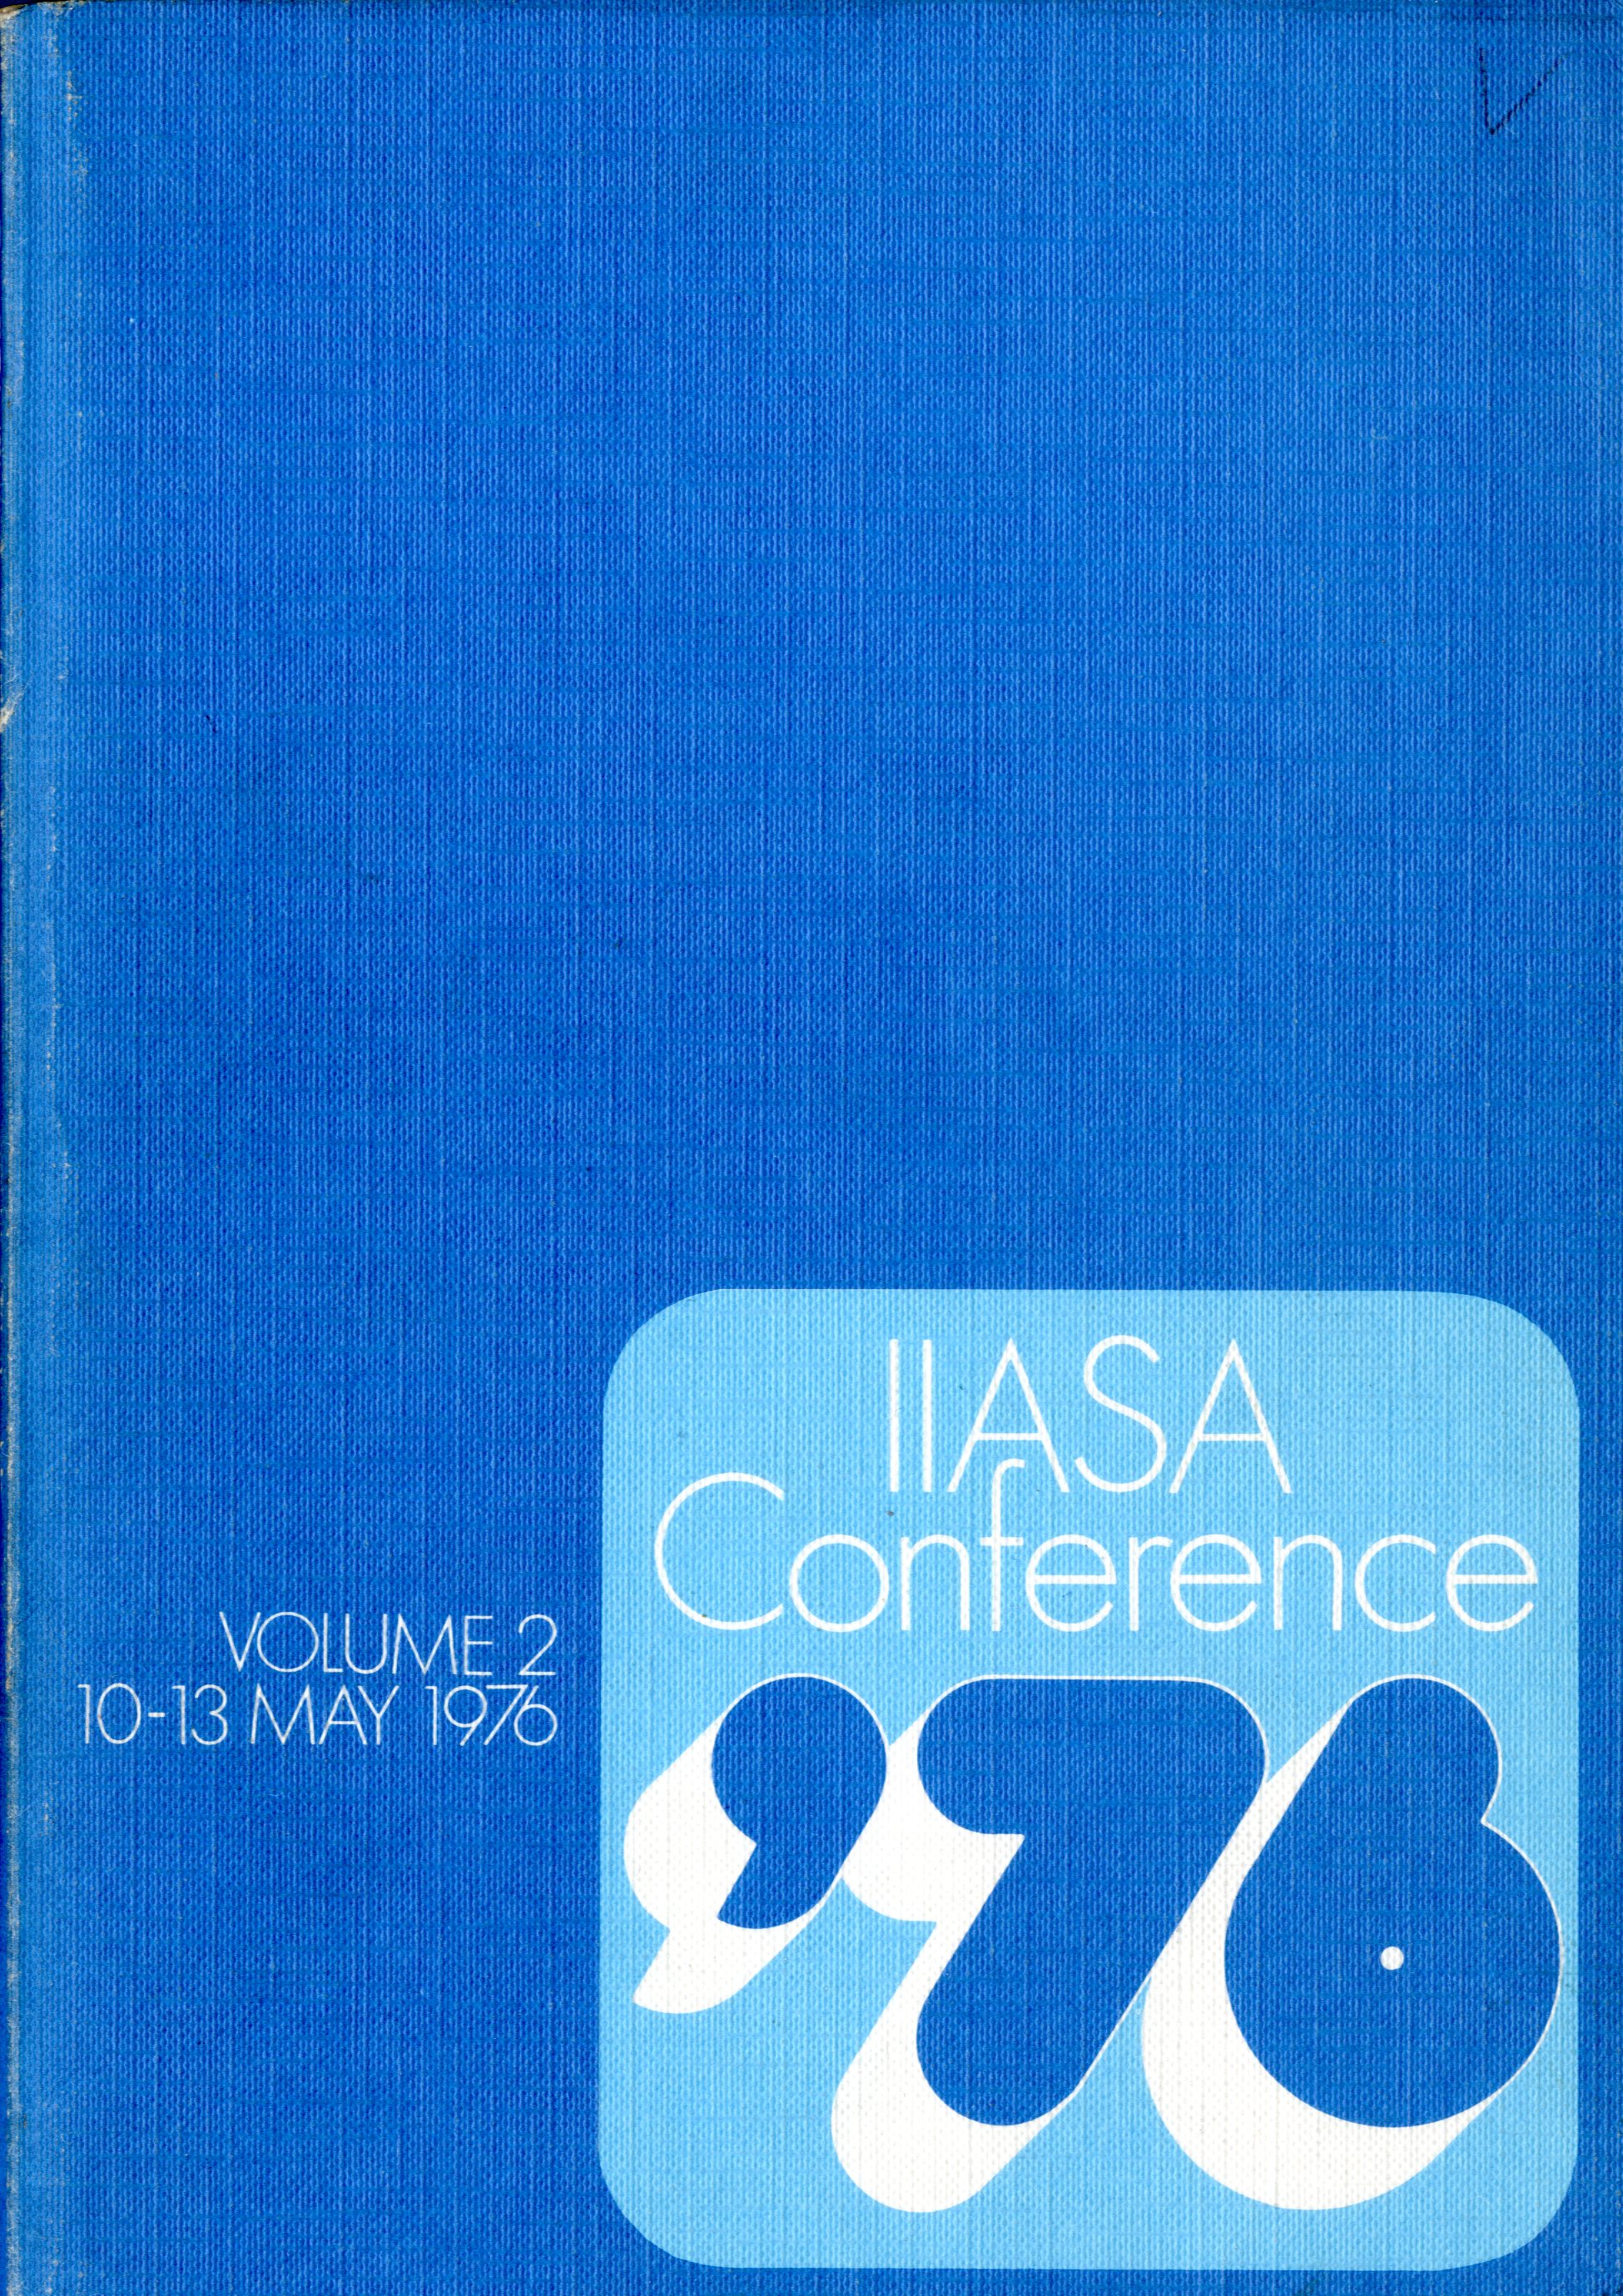 IIASA
Conference
'76
VOLUME 2
10-13 MAY 1976